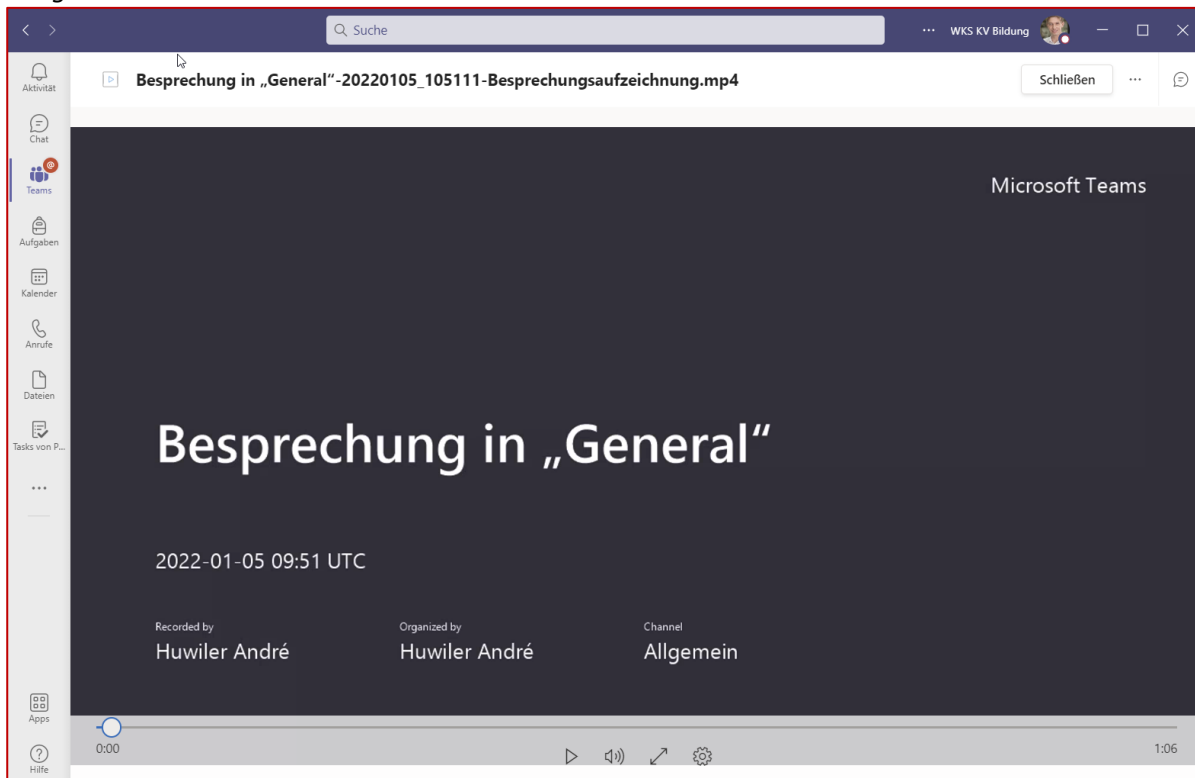 Suche
WKS KV Bildung
Aktivität
Chat
Teams
Aufgaben
Kalender
Anrufe
Dateien
Tasks von P...
Apps
Hilfe
Besprechung in „General“-20220105_105111-Besprechungsaufzeichnung.mp4
Schließen
Microsoft Teams
Besprechung in „General“
2022-01-05 09:51 UTC
Recorded by
Huwiler André
Organized by
Huwiler André
Channel
Allgemein
0:00
1:06